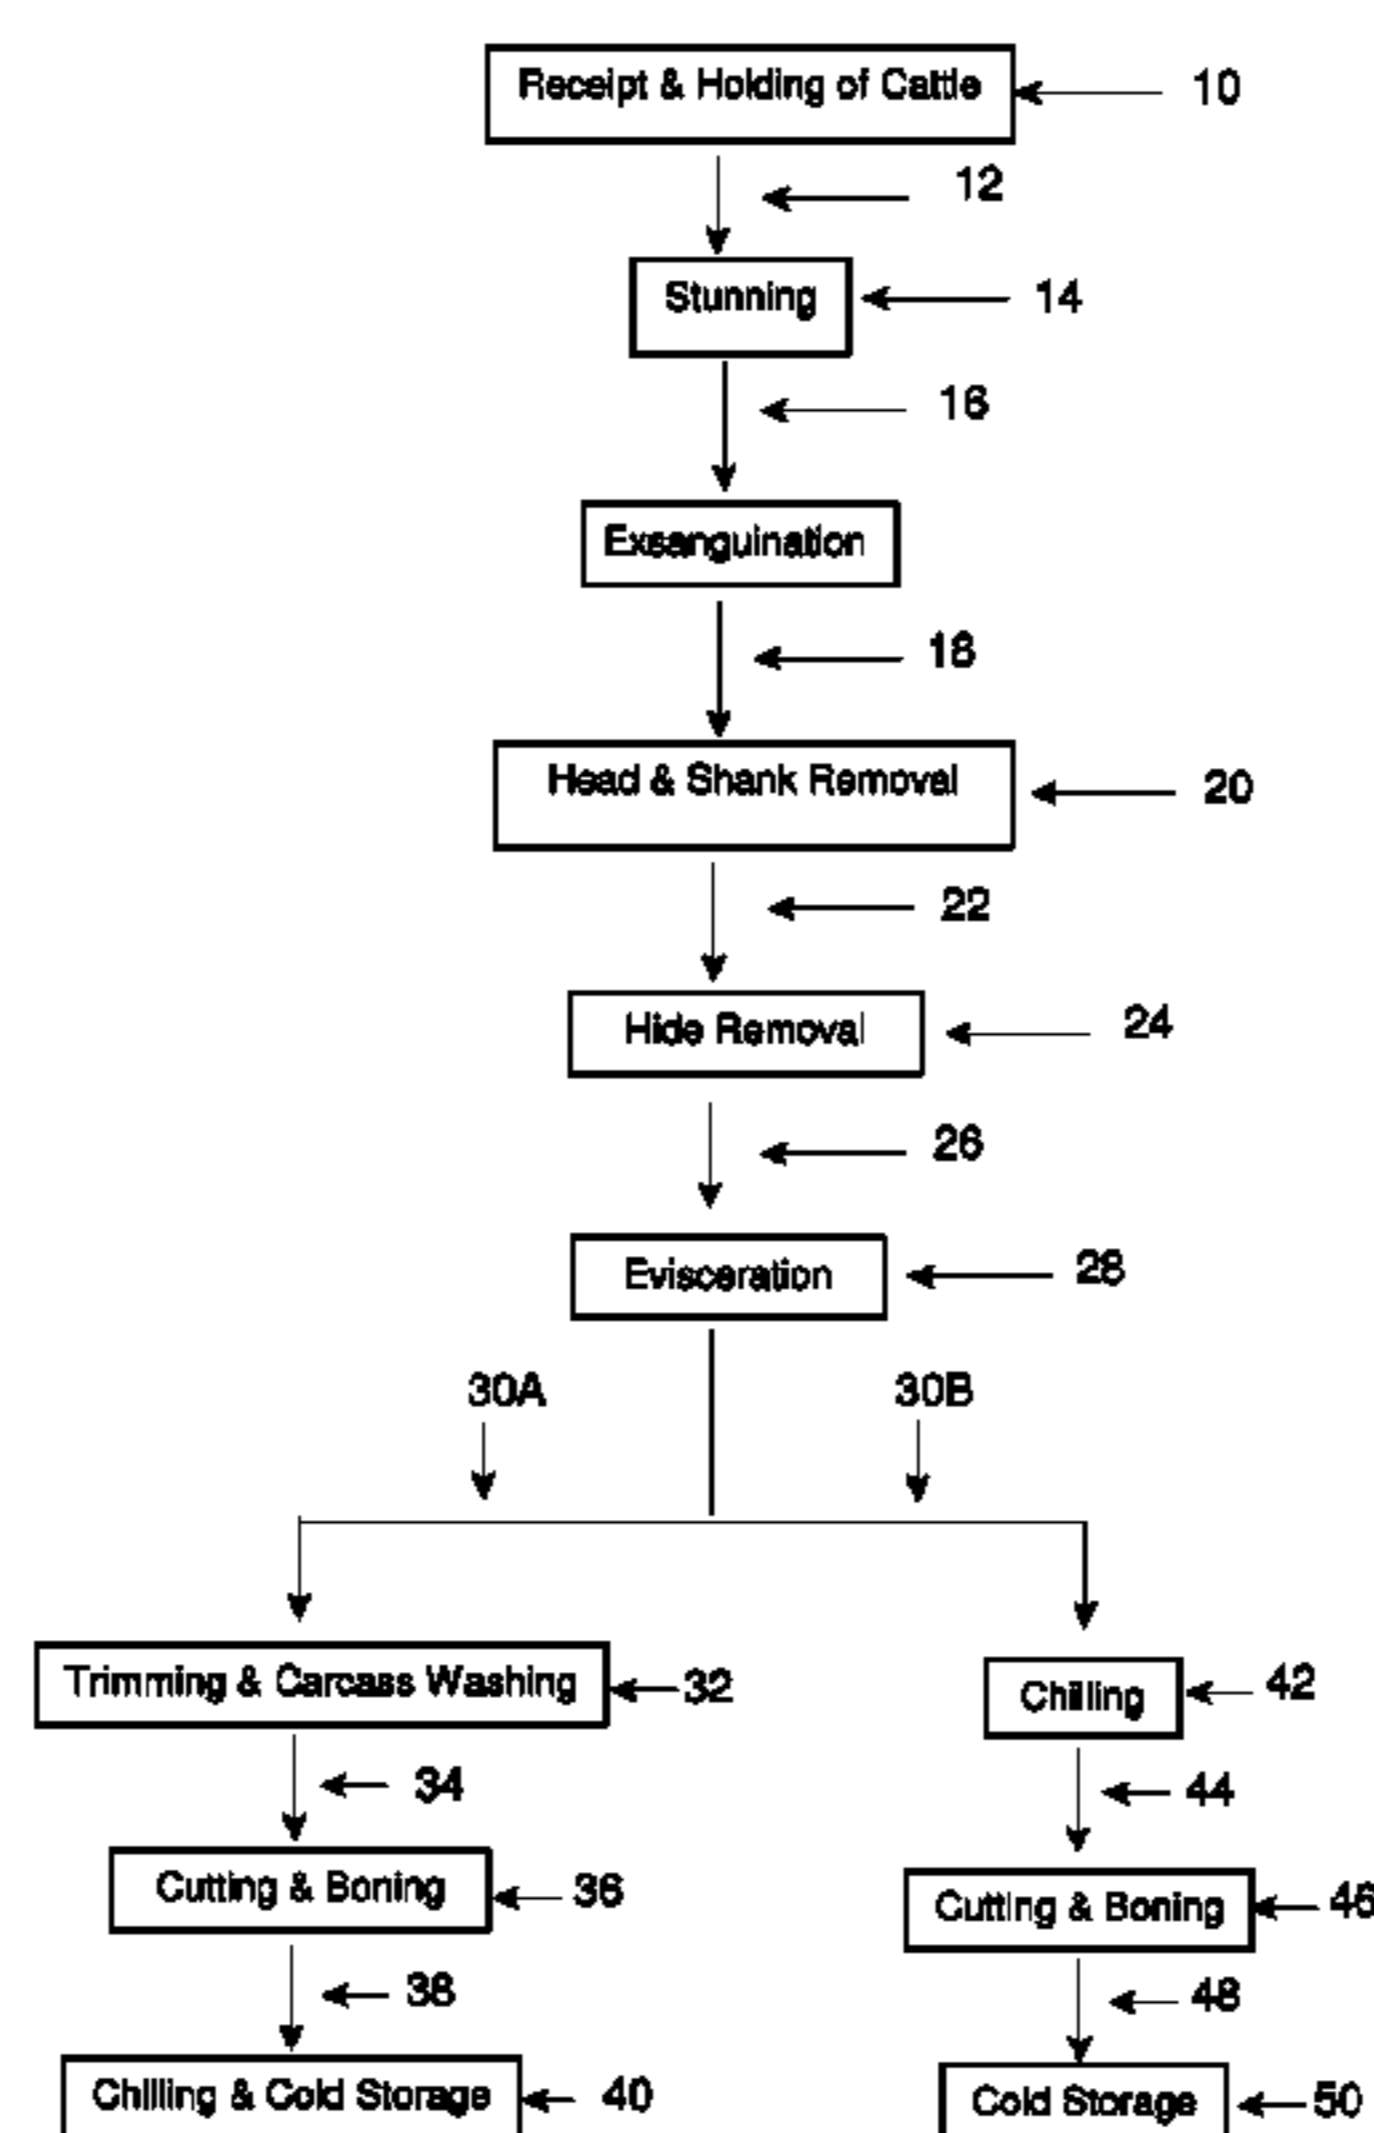 Receipt & Holding of Cattle 10
12
Stunning 14
16
Exsanguination
18
Head & Shank Removal 20
22
Hide Removal 24
26
Evisceration 28
30A 30B
Trimming & Carcass Washing 32
Chilling 42
34
44
Cutting & Boning 36
Cutting & Boning 46
38
48
Chilling & Cold Storage 40
Cold Storage 50